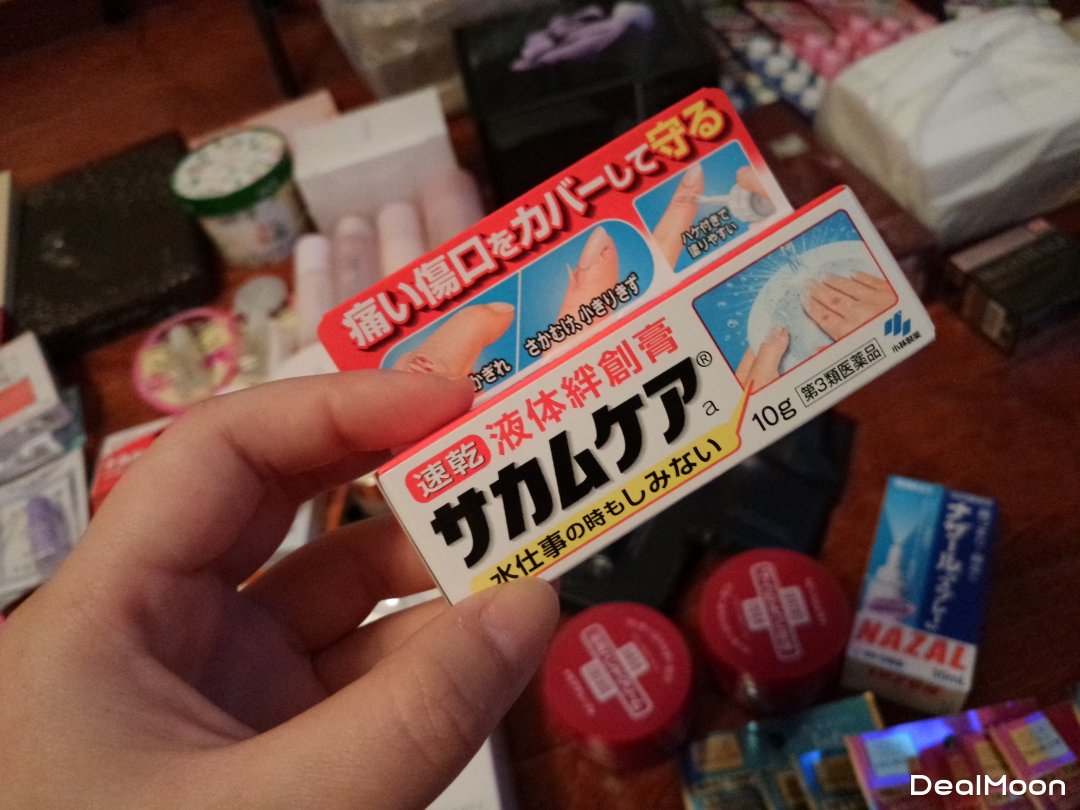 痛い傷口をカバーして守る
かぎれ
さかむけ、小きりきず
ハケ付きで
塗りやすい
速乾 液体絆創膏
サカムケア®
a
10g 第3類医薬品
小林製薬
水仕事の時もしみない
NAZAL
DealMoon